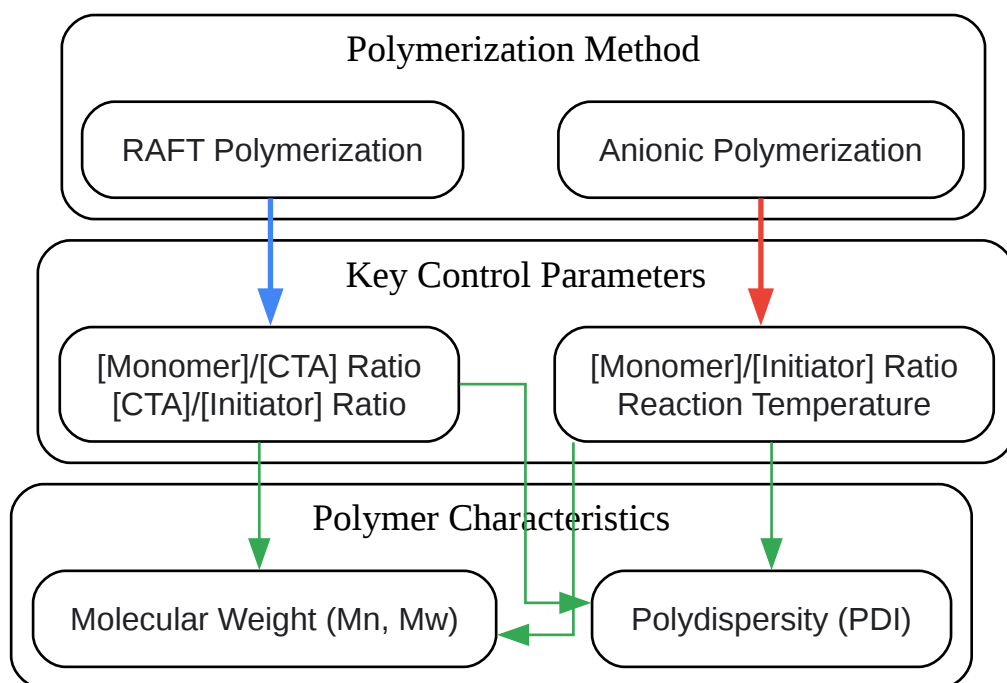 Polymerization Method
RAFT Polymerization
Anionic Polymerization
Key Control Parameters
[Monomer]/[CTA] Ratio
[CTA]/[Initiator] Ratio
[Monomer]/[Initiator] Ratio
Reaction Temperature
Polymer Characteristics
Molecular Weight (Mn, Mw)
Polydispersity (PDI)